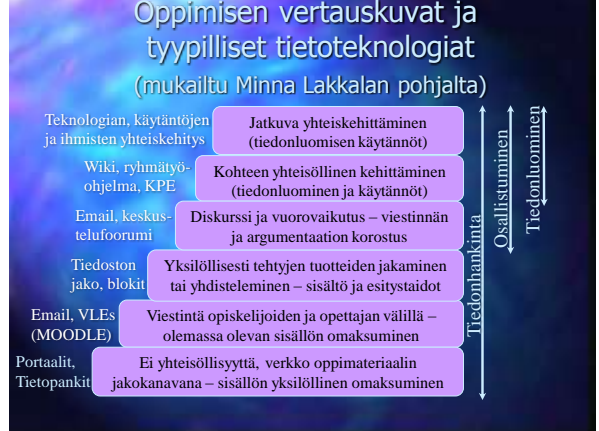 Oppimisen vertauskuvat ja
tyypilliset tietoteknologiat
(mukailtu Minna Lakkalan pohjalta)
Teknologian, käytäntöjen
ja ihmisten yhteiskehitys
Jatkuva yhteiskehittäminen
(tiedonluomisen käytännöt)
Wiki, ryhmätyö-
ohjelma, KPE
Kohteen yhteisöllinen kehittäminen
(tiedonluominen ja käytännöt)
Email, keskus-
telufoorumi
Diskurssi ja vuorovaikutus – viestinnän
ja argumentaation korostus
Tiedoston
jako, blokit
Yksilöllisesti tehtyjen tuotteiden jakaminen
tai yhdisteleminen – sisältö ja esitystaidot
Email, VLEs
(MOODLE)
Viestintä opiskelijoiden ja opettajan välillä –
olemassa olevan sisällön omaksuminen
Portaalit,
Tietopankit
Ei yhteisöllisyyttä, verkko oppimateriaalin
jakokanavana – sisällön yksilöllinen omaksuminen
Tiedonhankinta
Osallistuminen
Tiedonluominen